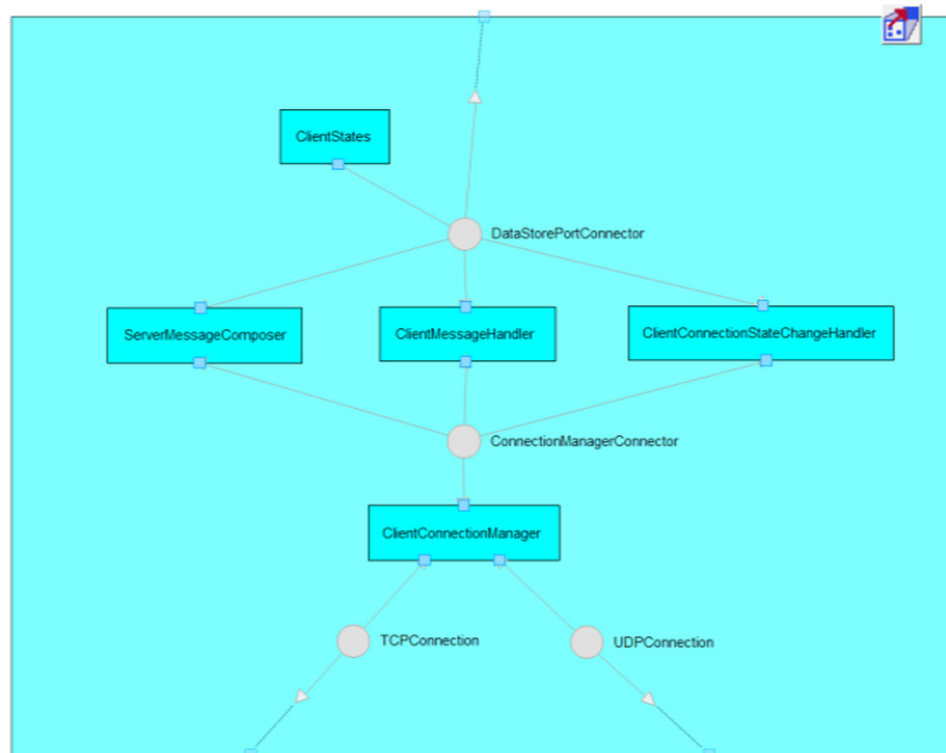 ClientStates
DataStorePortConnector
ServerMessageComposer
ClientMessageHandler
ClientConnectionStateChangeHandler
ConnectionManagerConnector
ClientConnectionManager
TCPConnection
UDPConnection